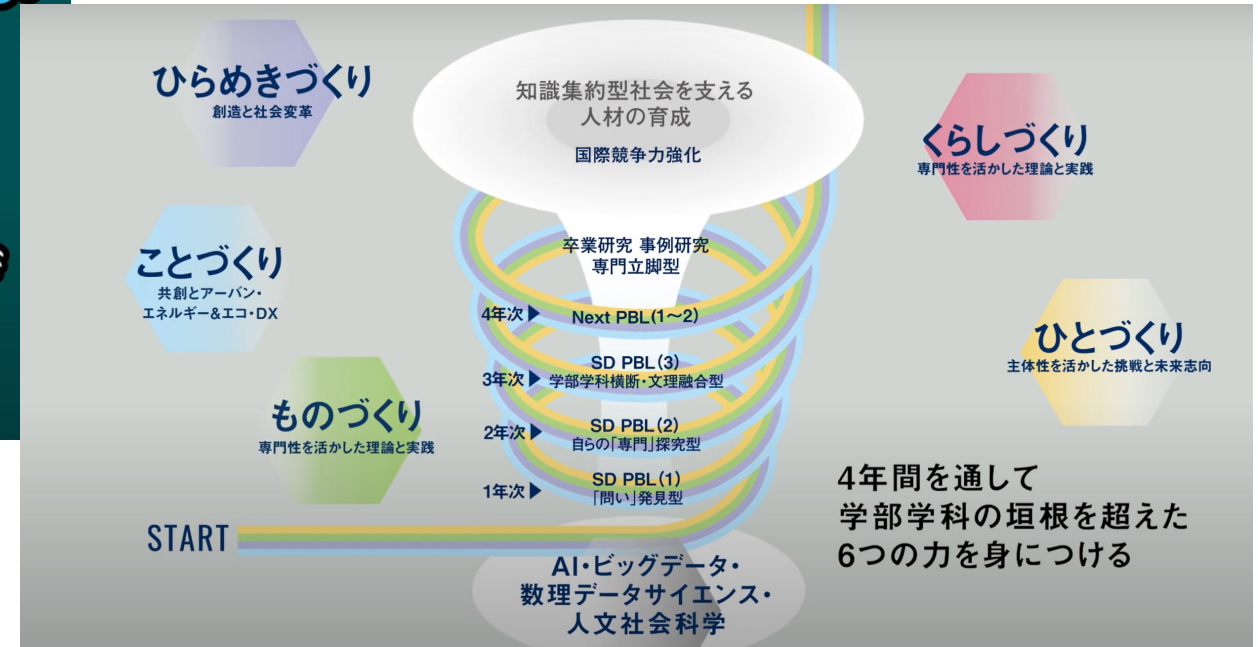 ひらめきづくり
創造と社会変革
ことづくり
共創とアーバン・
エネルギー&エコ・DX
ものづくり
専門性を活かした理論と実践
START
知識集約型社会を支える
人材の育成
国際競争力強化
卒業研究 事例研究
専門立脚型
4年次▶ Next PBL(1〜2)
3年次▶ SD PBL(3)
学部学科横断・文理融合型
2年次▶ SD PBL(2)
自らの「専門」探究型
1年次▶ SD PBL(1)
「問い」発見型
AI・ビッグデータ・
数理データサイエンス・
人文社会科学
くらしづくり
専門性を活かした理論と実践
ひとづくり
主体性を活かした挑戦と未来志向
4年間を通して
学部学科の垣根を超えた
6つの力を身につける